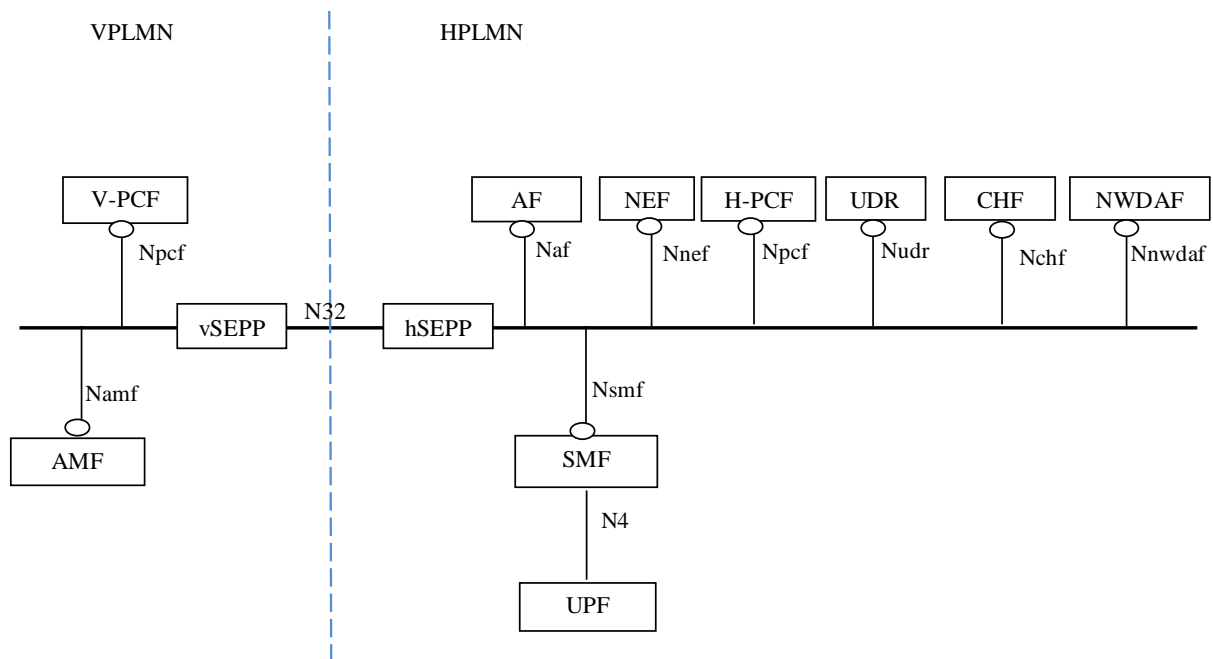 VPLMN
HPLMN
V-PCF
AF
NEF
H-PCF
UDR
CHF
NWDAF
Npcf
Naf
Nnef
Npcf
Nudr
Nchf
Nnwdaf
vSEPP
N32
hSEPP
Namf
Nsmf
AMF
SMF
N4
UPF